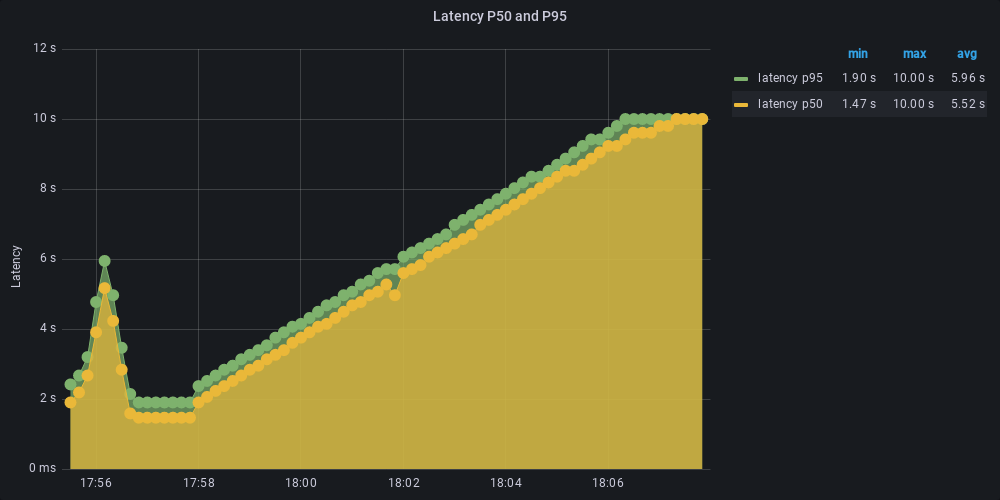 Latency P50 and P95
12 s
10 s
8 s
6 s
4 s
2 s
0 ms
Latency
17:56 17:58 18:00 18:02 18:04 18:06
min max avg
latency p95 1.90 s 10.00 s 5.96 s
latency p50 1.47 s 10.00 s 5.52 s